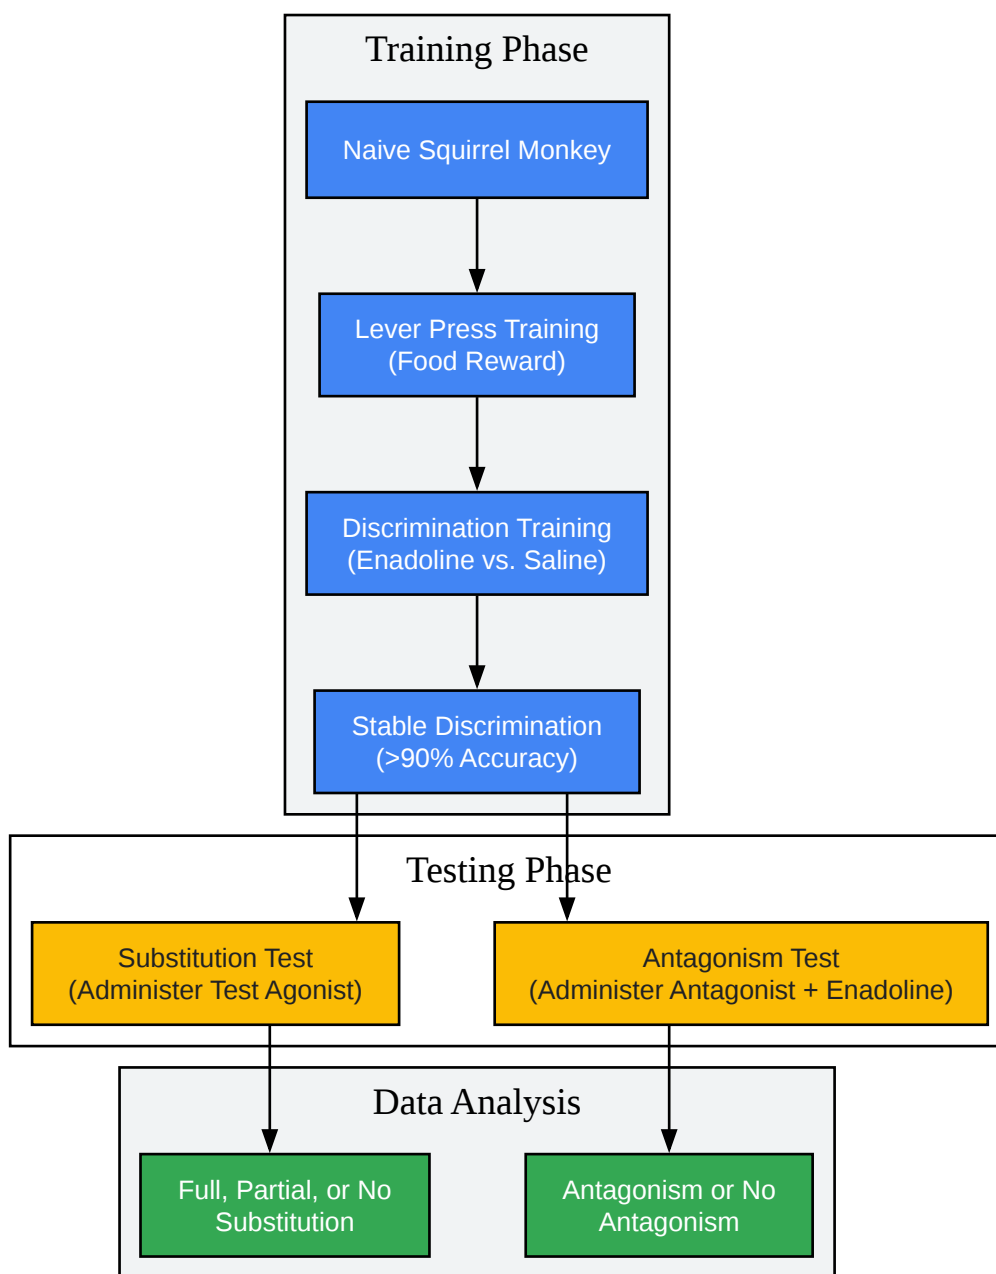 Training Phase
Naive Squirrel Monkey
Lever Press Training
(Food Reward)
Discrimination Training
(Enadoline vs. Saline)
Stable Discrimination
(>90% Accuracy)
Testing Phase
Substitution Test
(Administer Test Agonist)
Antagonism Test
(Administer Antagonist + Enadoline)
Data Analysis
Full, Partial, or No
Substitution
Antagonism or No
Antagonism